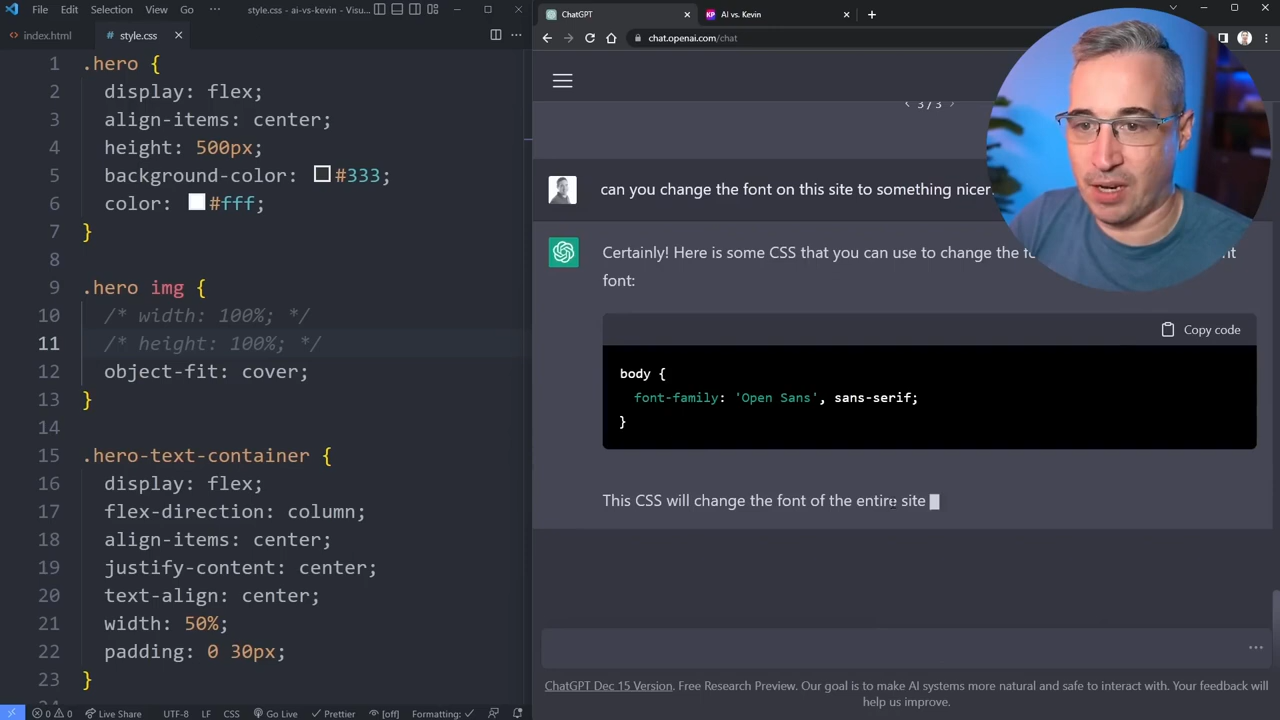 File Edit Selection View Go ··· style.css - ai-vs-kevin - Visu...
index.html style.css
1 .hero {
2 display: flex;
3 align-items: center;
4 height: 500px;
5 background-color: #333;
6 color: #fff;
7 }
8
9 .hero img {
10 /* width: 100%; */
11 /* height: 100%; */
12 object-fit: cover;
13 }
14
15 .hero-text-container {
16 display: flex;
17 flex-direction: column;
18 align-items: center;
19 justify-content: center;
20 text-align: center;
21 width: 50%;
22 padding: 0 30px;
23 }
0 0 Live Share UTF-8 LF CSS Go Live Prettier [off] Formatting:
ChatGPT KP AI vs. Kevin
chat.openai.com/chat
3/3
can you change the font on this site to something nicer.
Certainly! Here is some CSS that you can use to change the fo
font:
Copy code
body {
font-family: 'Open Sans', sans-serif;
}
This CSS will change the font of the entire site
ChatGPT Dec 15 Version. Free Research Preview. Our goal is to make AI systems more natural and safe to interact with. Your feedback will
help us improve.